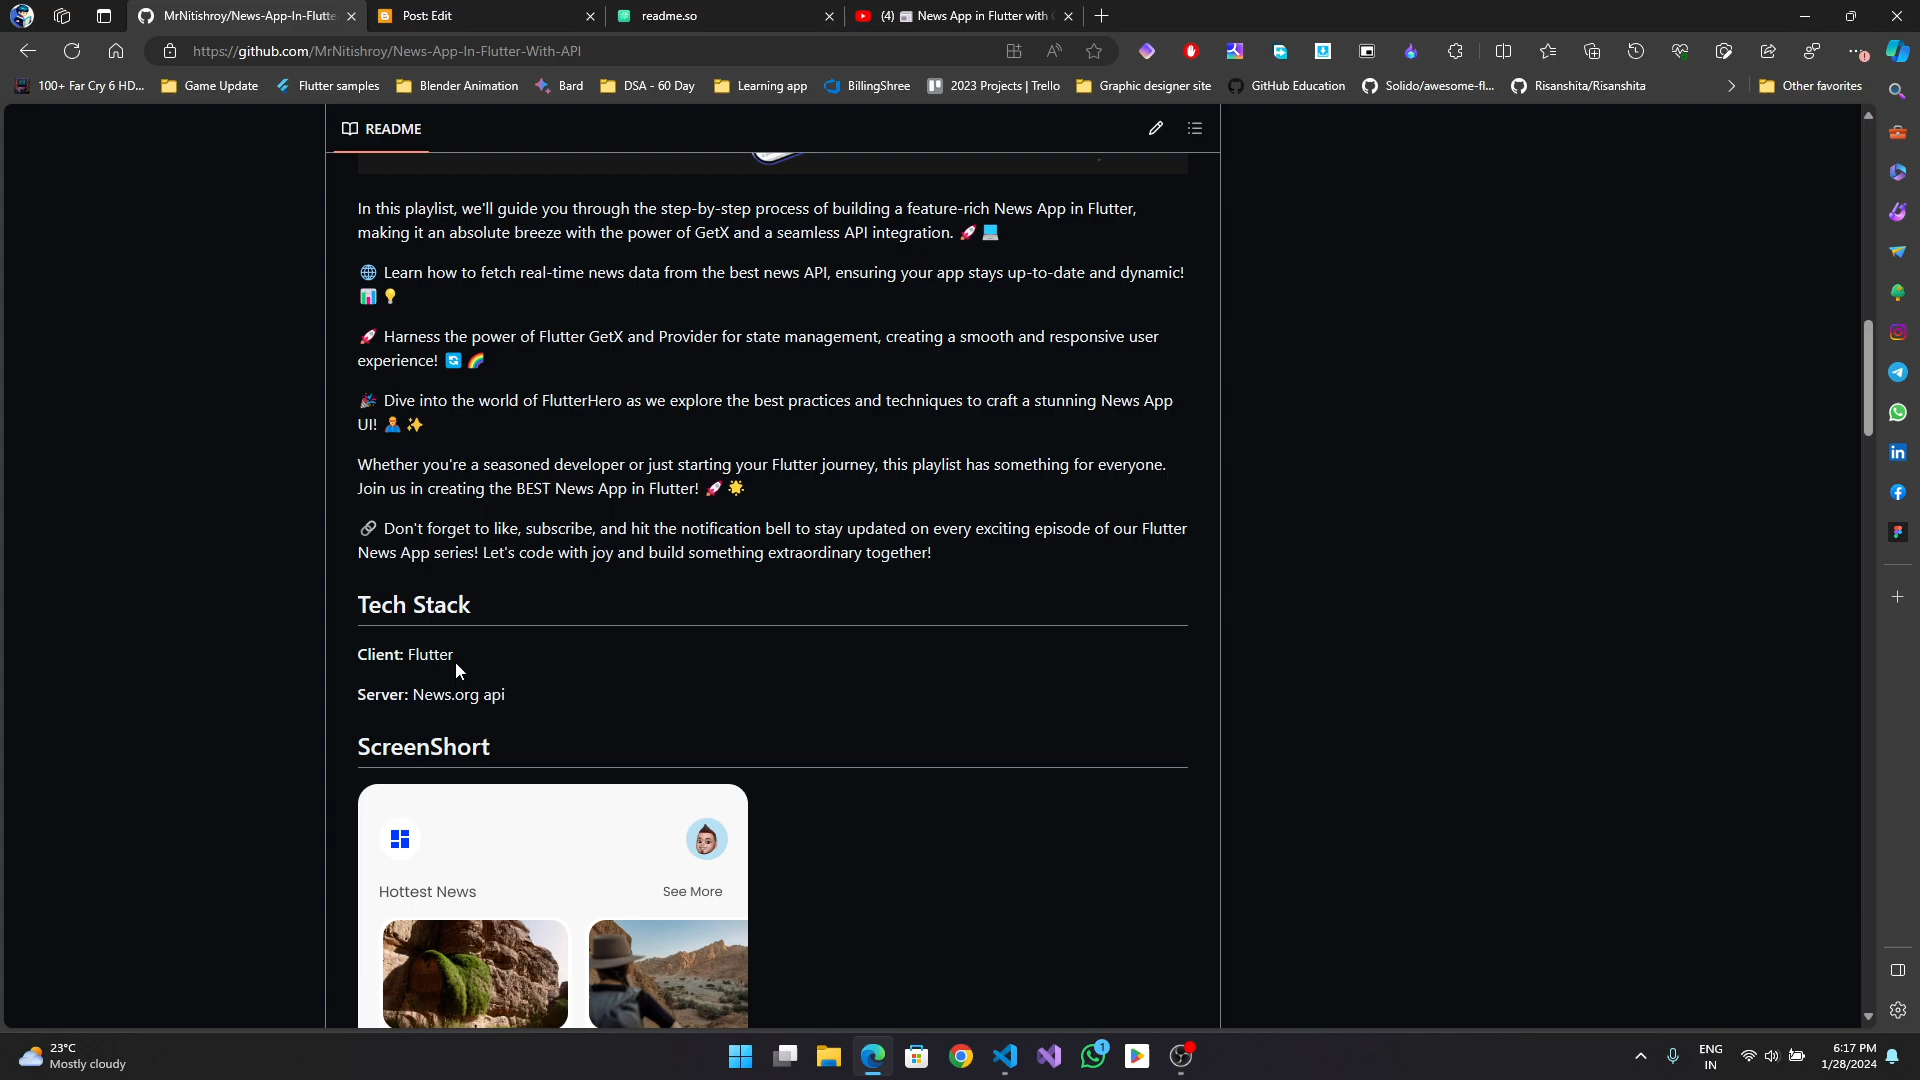 MrNitishroy/News-App-In-Flutte
Post: Edit
readme.so
(4) News App in Flutter with
https://github.com/MrNitishroy/News-App-In-Flutter-With-API
100+ Far Cry 6 HD...
Game Update
Flutter samples
Blender Animation
Bard
DSA - 60 Day
Learning app
BillingShree
2023 Projects | Trello
Graphic designer site
GitHub Education
Solido/awesome-fl...
Risanshita/Risanshita
Other favorites
README
In this playlist, we'll guide you through the step-by-step process of building a feature-rich News App in Flutter,
making it an absolute breeze with the power of GetX and a seamless API integration. 🚀 💻
🌐 Learn how to fetch real-time news data from the best news API, ensuring your app stays up-to-date and dynamic!
📊 💡
🚀 Harness the power of Flutter GetX and Provider for state management, creating a smooth and responsive user
experience! 🔄 🌈
🎉 Dive into the world of FlutterHero as we explore the best practices and techniques to craft a stunning News App
UI! ✨
Whether you're a seasoned developer or just starting your Flutter journey, this playlist has something for everyone.
Join us in creating the BEST News App in Flutter! 🚀 🌟
🔗 Don't forget to like, subscribe, and hit the notification bell to stay updated on every exciting episode of our Flutter
News App series! Let's code with joy and build something extraordinary together!
Tech Stack
Client: Flutter
Server: News.org api
ScreenShort
Hottest News
See More
23°C
Mostly cloudy
1
ENG
IN
6:17 PM
1/28/2024